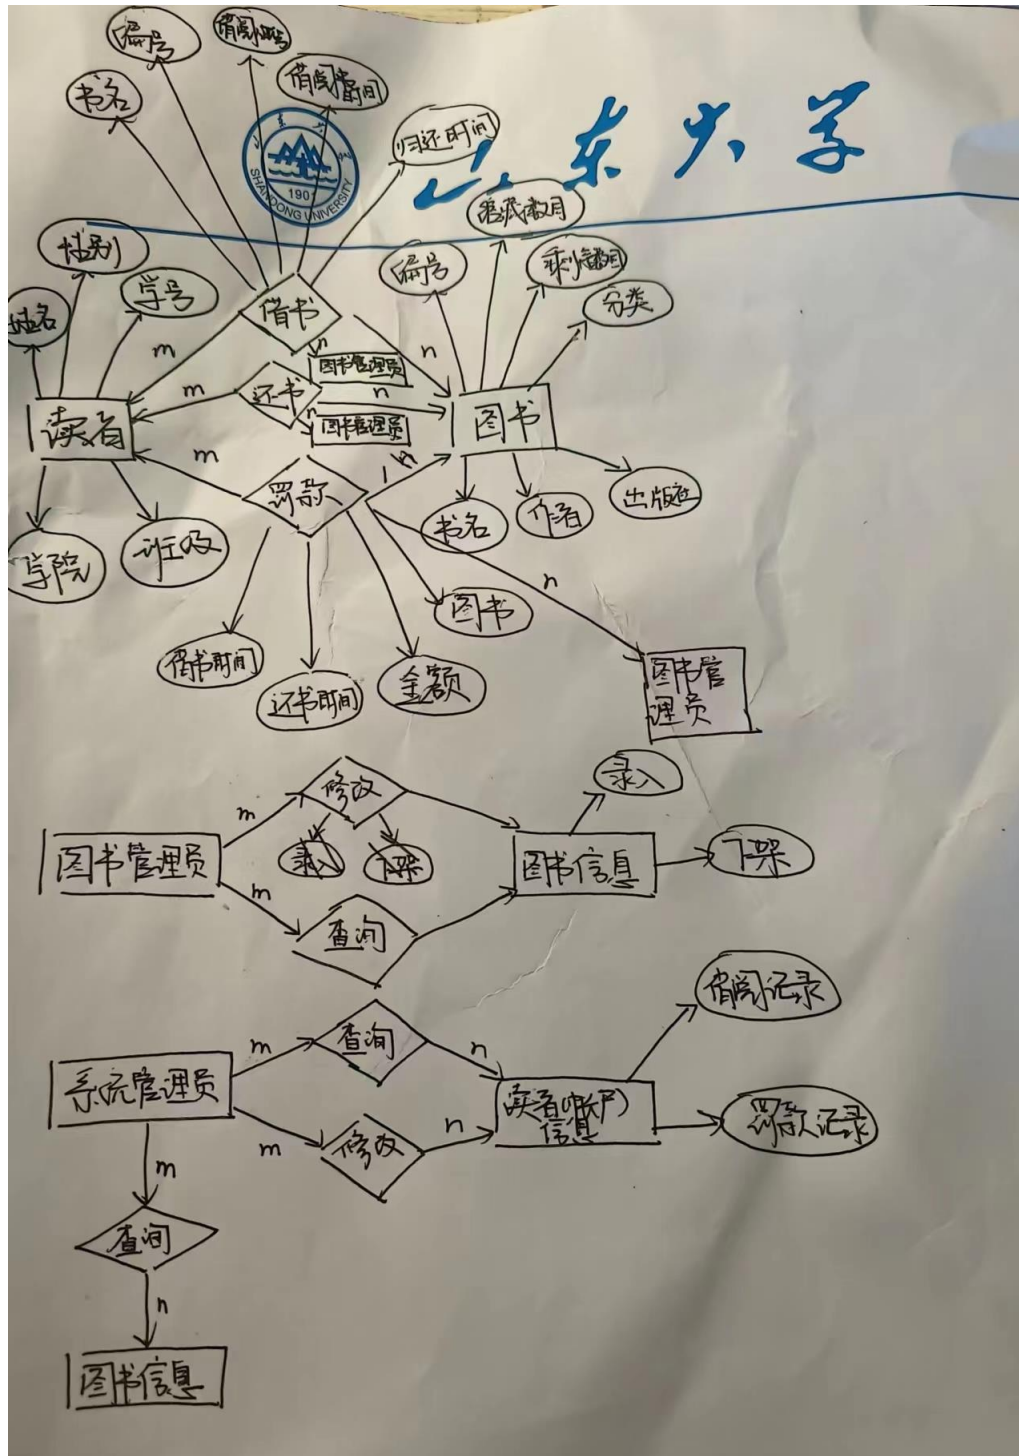 编号
借阅账号
书名
借阅时间
归还时间
山东大学
SHANDONG UNIVERSITY
1901
馆藏数目
性别
编号
剩余数目
学号
分类
姓名
借书
m
n
n
图书管理员
m
还书
n
n
图书管理员
读者
图书
m
罚款
n
书名
作者
出版社
学院
班级
n
图书
借书时间
还书时间
金额
图书管
理员
录入
修改
m
图书管理员
录入
下架
图书信息
下架
m
查询
借阅记录
查询
m
n
系统管理员
读者(账户)
信息
罚款记录
m
修改
n
m
查询
n
图书信息